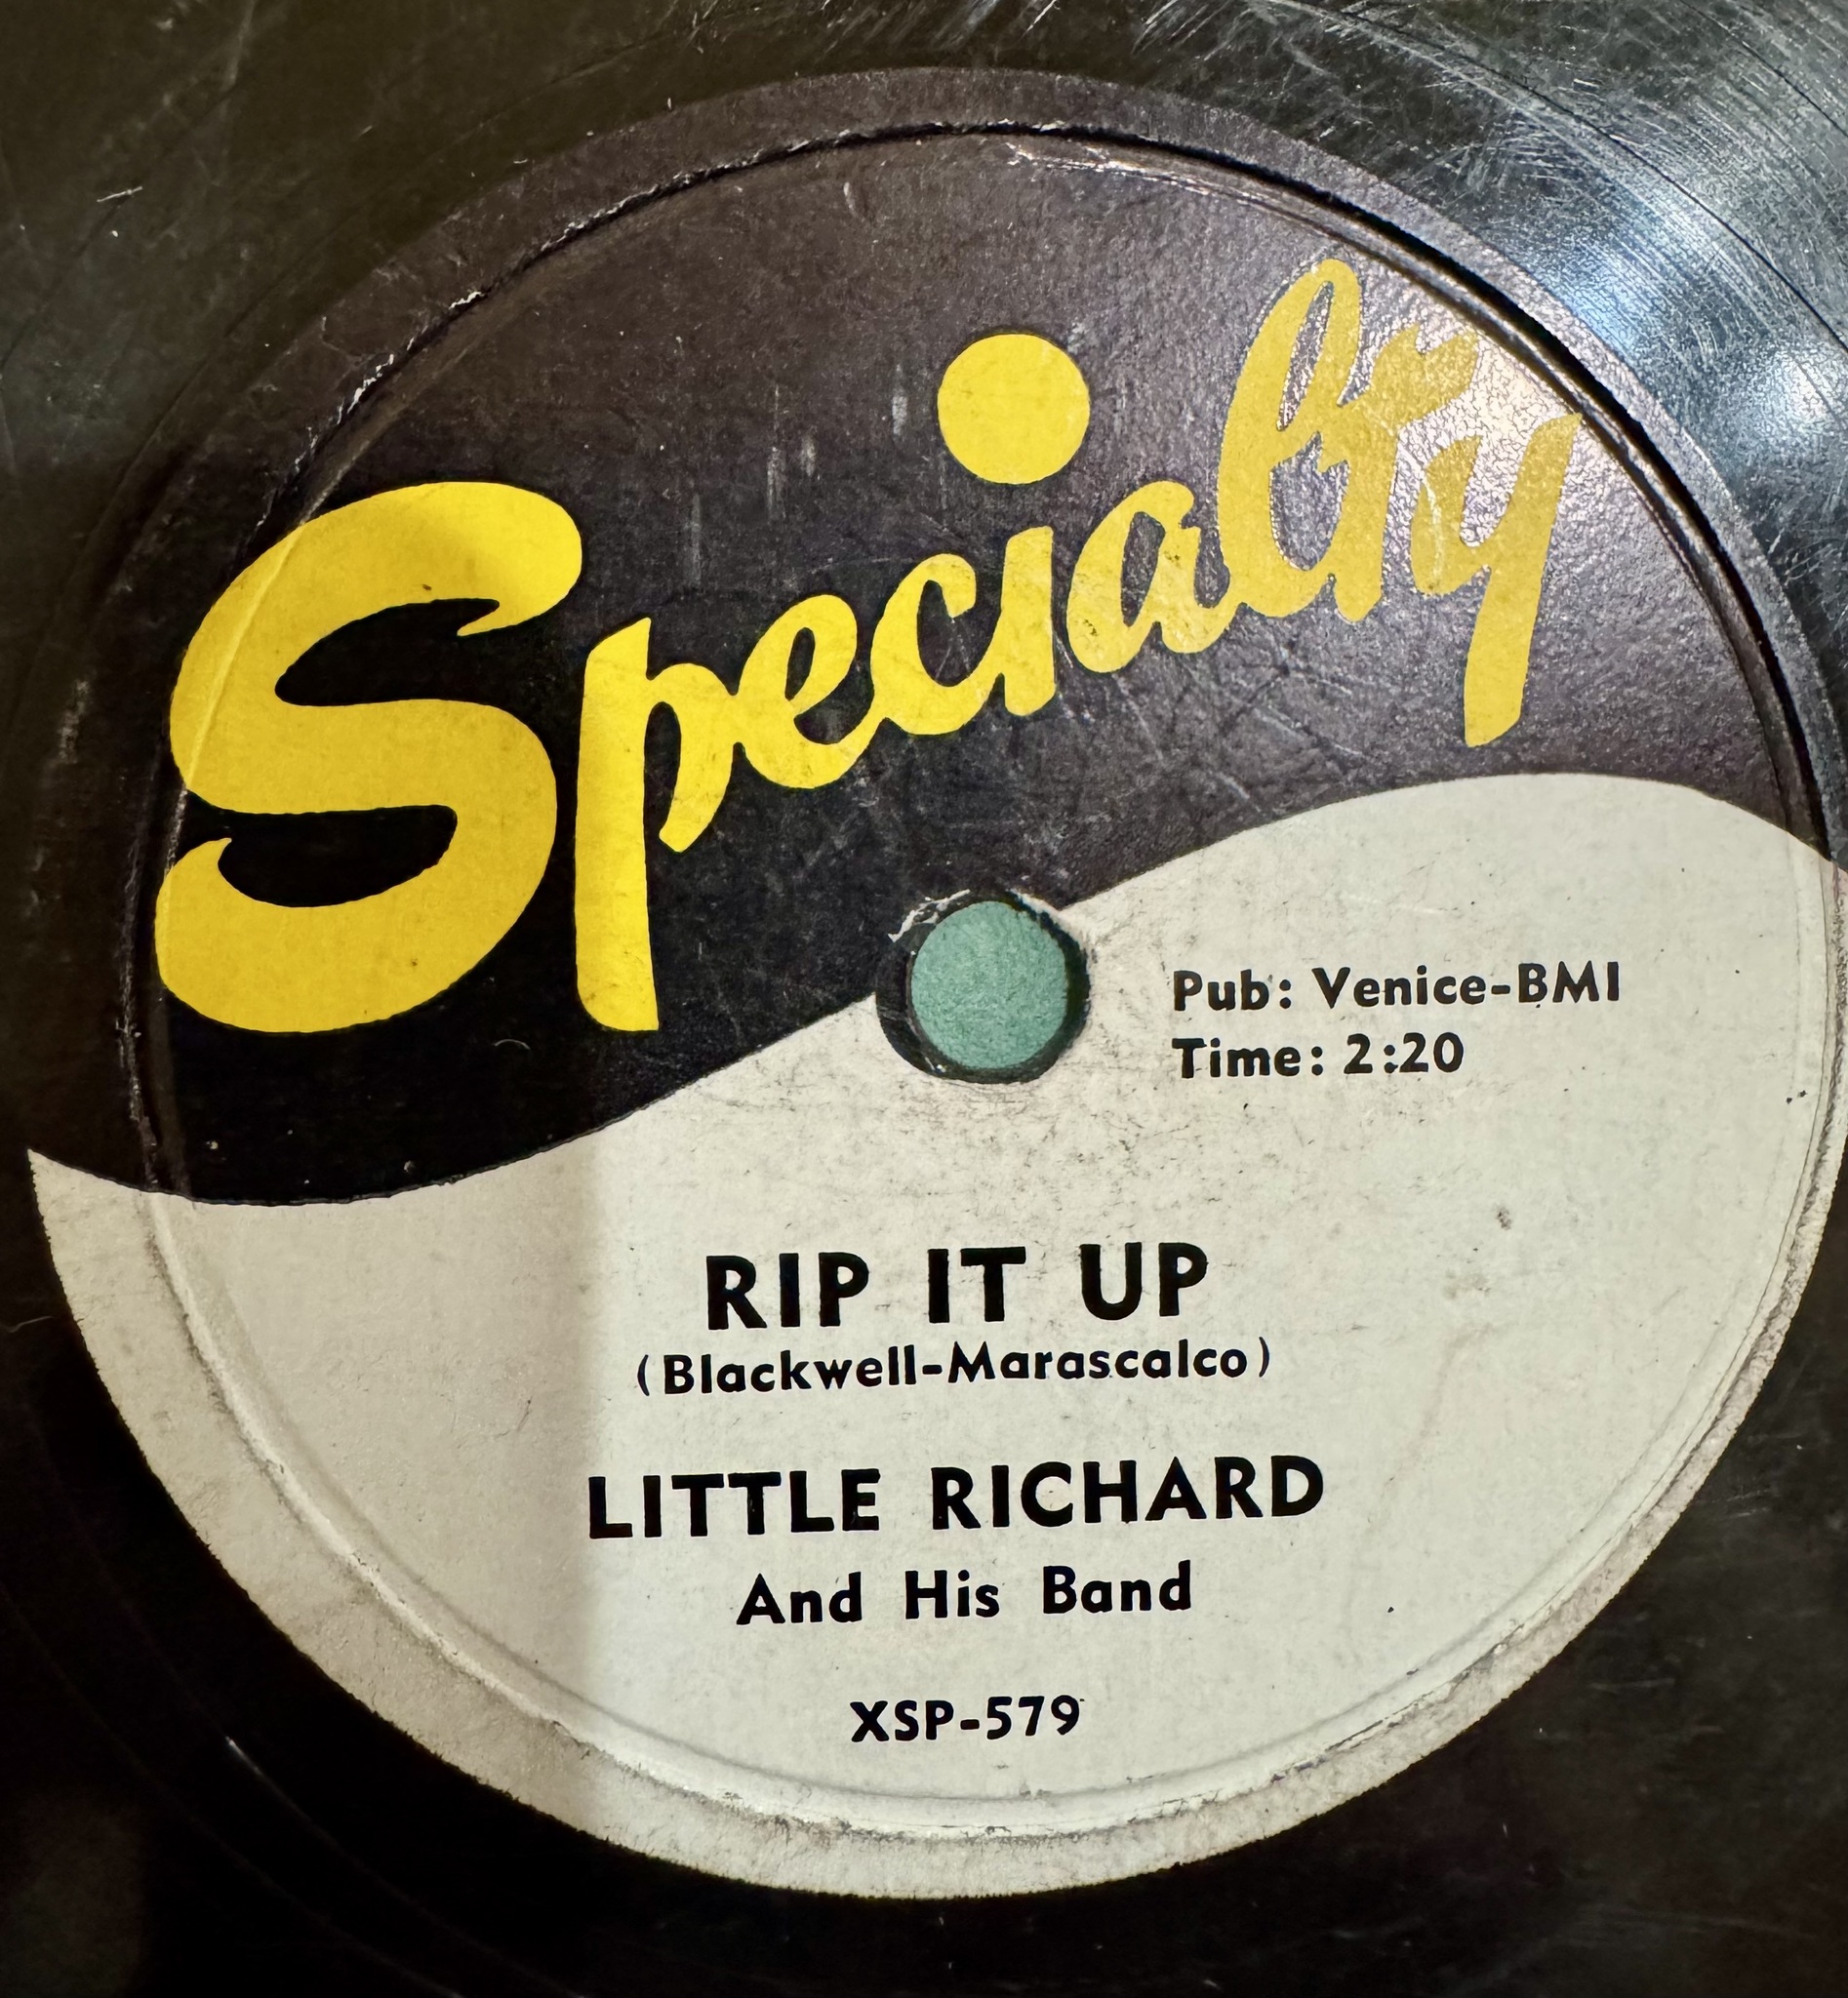 Specialty
Pub: Venice-BMI
Time: 2:20
RIP IT UP
(Blackwell-Marascalco)
LITTLE RICHARD
And His Band
XSP-579